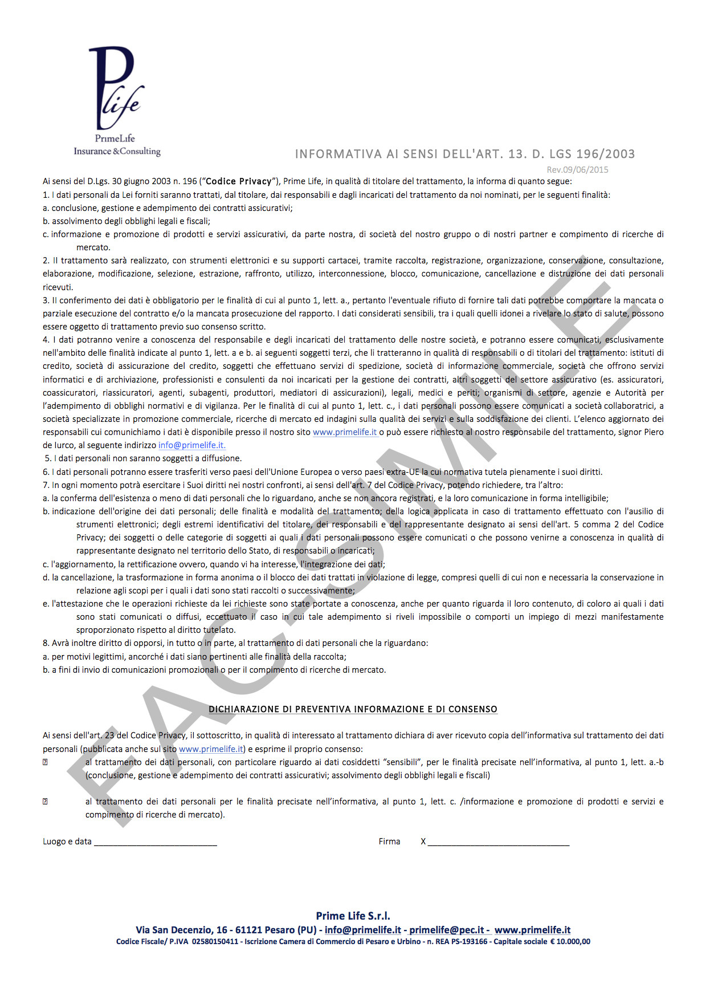 Plife
PrimeLife
Insurance &Consulting
INFORMATIVA AI SENSI DELL'ART. 13. D. LGS 196/2003
Rev.09/06/2015
Ai sensi del D.Lgs. 30 giugno 2003 n. 196 (“Codice Privacy”), Prime Life, in qualità di titolare del trattamento, la informa di quanto segue:
1. I dati personali da Lei forniti saranno trattati, dal titolare, dai responsabili e dagli incaricati del trattamento da noi nominati, per le seguenti finalità:
a. conclusione, gestione e adempimento dei contratti assicurativi;
b. assolvimento degli obblighi legali e fiscali;
c. informazione e promozione di prodotti e servizi assicurativi, da parte nostra, di società del nostro gruppo o di nostri partner e compimento di ricerche di
mercato.
2. Il trattamento sarà realizzato, con strumenti elettronici e su supporti cartacei, tramite raccolta, registrazione, organizzazione, conservazione, consultazione,
elaborazione, modificazione, selezione, estrazione, raffronto, utilizzo, interconnessione, blocco, comunicazione, cancellazione e distruzione dei dati personali
ricevuti.
3. Il conferimento dei dati è obbligatorio per le finalità di cui al punto 1, lett. a., pertanto l'eventuale rifiuto di fornire tali dati potrebbe comportare la mancata o
parziale esecuzione del contratto e/o la mancata prosecuzione del rapporto. I dati considerati sensibili, tra i quali quelli idonei a rivelare lo stato di salute, possono
essere oggetto di trattamento previo suo consenso scritto.
4. I dati potranno venire a conoscenza del responsabile e degli incaricati del trattamento delle nostre società, e potranno essere comunicati, esclusivamente
nell'ambito delle finalità indicate al punto 1, lett. a e b. ai seguenti soggetti terzi, che li tratteranno in qualità di responsabili o di titolari del trattamento: istituti di
credito, società di assicurazione del credito, soggetti che effettuano servizi di spedizione, società di informazione commerciale, società che offrono servizi
informatici e di archiviazione, professionisti e consulenti da noi incaricati per la gestione dei contratti, altri soggetti del settore assicurativo (es. assicuratori,
coassicuratori, riassicuratori, agenti, subagenti, produttori, mediatori di assicurazioni), legali, medici e periti; organismi di settore, agenzie e Autorità per
l’adempimento di obblighi normativi e di vigilanza. Per le finalità di cui al punto 1, lett. c., i dati personali possono essere comunicati a società collaboratrici, a
società specializzate in promozione commerciale, ricerche di mercato ed indagini sulla qualità dei servizi e sulla soddisfazione dei clienti. L’elenco aggiornato dei
responsabili cui comunichiamo i dati è disponibile presso il nostro sito www.primelife.it o può essere richiesto al nostro responsabile del trattamento, signor Piero
de Iurco, al seguente indirizzo info@primelife.it.
5. I dati personali non saranno soggetti a diffusione.
6. I dati personali potranno essere trasferiti verso paesi dell'Unione Europea o verso paesi extra-UE la cui normativa tutela pienamente i suoi diritti.
7. In ogni momento potrà esercitare i Suoi diritti nei nostri confronti, ai sensi dell'art. 7 del Codice Privacy, potendo richiedere, tra l’altro:
a. la conferma dell'esistenza o meno di dati personali che lo riguardano, anche se non ancora registrati, e la loro comunicazione in forma intelligibile;
b. indicazione dell'origine dei dati personali; delle finalità e modalità del trattamento; della logica applicata in caso di trattamento effettuato con l'ausilio di
strumenti elettronici; degli estremi identificativi del titolare, dei responsabili e del rappresentante designato ai sensi dell'art. 5 comma 2 del Codice
Privacy; dei soggetti o delle categorie di soggetti ai quali i dati personali possono essere comunicati o che possono venirne a conoscenza in qualità di
rappresentante designato nel territorio dello Stato, di responsabili o incaricati;
c. l'aggiornamento, la rettificazione ovvero, quando vi ha interesse, l'integrazione dei dati;
d. la cancellazione, la trasformazione in forma anonima o il blocco dei dati trattati in violazione di legge, compresi quelli di cui non e necessaria la conservazione in
relazione agli scopi per i quali i dati sono stati raccolti o successivamente;
e. l'attestazione che le operazioni richieste da lei richieste sono state portate a conoscenza, anche per quanto riguarda il loro contenuto, di coloro ai quali i dati
sono stati comunicati o diffusi, eccettuato il caso in cui tale adempimento si riveli impossibile o comporti un impiego di mezzi manifestamente
sproporzionato rispetto al diritto tutelato.
8. Avrà inoltre diritto di opporsi, in tutto o in parte, al trattamento di dati personali che la riguardano:
a. per motivi legittimi, ancorché i dati siano pertinenti alle finalità della raccolta;
b. a fini di invio di comunicazioni promozionali o per il compimento di ricerche di mercato.
FAC-SIMILE
DICHIARAZIONE DI PREVENTIVA INFORMAZIONE E DI CONSENSO
Ai sensi dell'art. 23 del Codice Privacy, il sottoscritto, in qualità di interessato al trattamento dichiara di aver ricevuto copia dell’informativa sul trattamento dei dati
personali (pubblicata anche sul sito www.primelife.it) e esprime il proprio consenso:
al trattamento dei dati personali, con particolare riguardo ai dati cosiddetti “sensibili”, per le finalità precisate nell’informativa, al punto 1, lett. a.-b
(conclusione, gestione e adempimento dei contratti assicurativi; assolvimento degli obblighi legali e fiscali)
al trattamento dei dati personali per le finalità precisate nell’informativa, al punto 1, lett. c. /informazione e promozione di prodotti e servizi e
compimento di ricerche di mercato).
Luogo e data __________________________ Firma X ______________________________
Prime Life S.r.l.
Via San Decenzio, 16 - 61121 Pesaro (PU) - info@primelife.it - primelife@pec.it - www.primelife.it
Codice Fiscale/ P.IVA 02580150411 - Iscrizione Camera di Commercio di Pesaro e Urbino - n. REA PS-193166 - Capitale sociale € 10.000,00